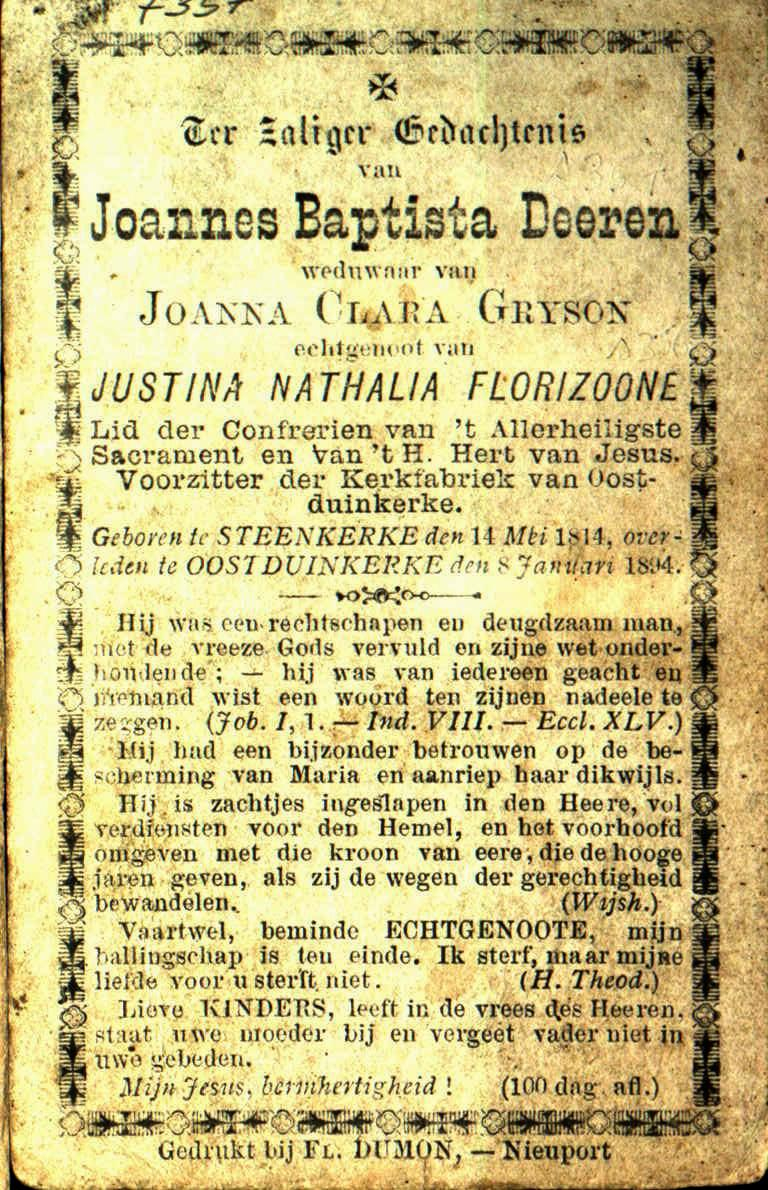 7357
Ter zaliger Gedachtenis
van
Joannes Baptista Deeren
weduwnaar van
JOANNA CLARA GRYSON
echtgenoot van
JUSTINA NATHALIA FLORIZOONE
Lid der Confrerien van 't Allerheiligste
Sacrament en van 't H. Hert van Jesus.
Voorzitter der Kerkfabriek van Oost-
duinkerke.
Geboren te STEENKERKE den 14 Mei 1814, over-
leden te OOSTDUINKERKE den 8 Januari 1894.
Hij was een rechtschapen en deugdzaam man,
met de vreeze Gods vervuld en zijne wet onder-
houdende; — hij was van iedereen geacht en
niemand wist een woord ten zijnen nadeele te
zeggen. (Job. I, 1. — Ind. VIII. — Eccl. XLV.)
Hij had een bijzonder betrouwen op de be-
scherming van Maria en aanriep haar dikwijls.
Hij is zachtjes ingeslapen in den Heere, vol
verdiensten voor den Hemel, en het voorhoofd
omgeven met die kroon van eere, die de hooge
jaren geven, als zij de wegen der gerechtigheid
bewandelen. (Wijsh.)
Vaartwel, beminde ECHTGENOOTE, mijn
ballingschap is ten einde. Ik sterf, maar mijne
liefde voor u sterft niet. (H. Theod.)
Lieve KINDERS, leeft in de vrees des Heeren.
staat uwe moeder bij en vergeet vader niet in
uwe gebeden.
Mijn Jesus, bermhertigheid ! (100 dag. afl.)
Gedrukt bij FL. DUMON, — Nieuport